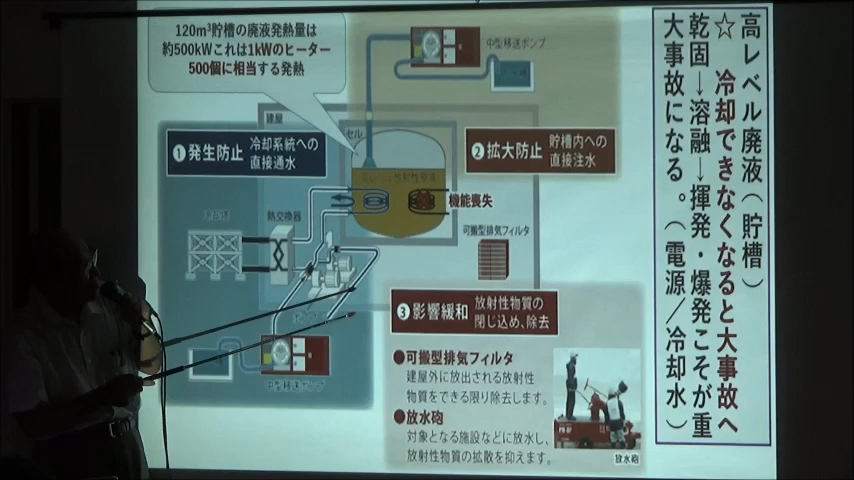 高レベル廃液(貯槽)
☆ 冷却できなくなると大事故へ
乾固→溶融→揮発・爆発こそが重
大事故になる。(電源/冷却水)
120m³貯槽の廃液発熱量は
約500kWこれは1kWのヒーター
500個に相当する発熱
中型移送ポンプ
建屋
セル
❶発生防止 冷却系統への
直接通水
❷拡大防止 貯槽内への
直接注水
機能喪失
冷却塔
熱交換器
可搬型排気フィルタ
❸影響緩和 放射性物質の
閉じ込め、除去
中型移送ポンプ
●可搬型排気フィルタ
建屋外に放出される放射性
物質をできる限り除去します。
●放水砲
対象となる施設などに放水し、
放射性物質の拡散を抑えます。
放水砲